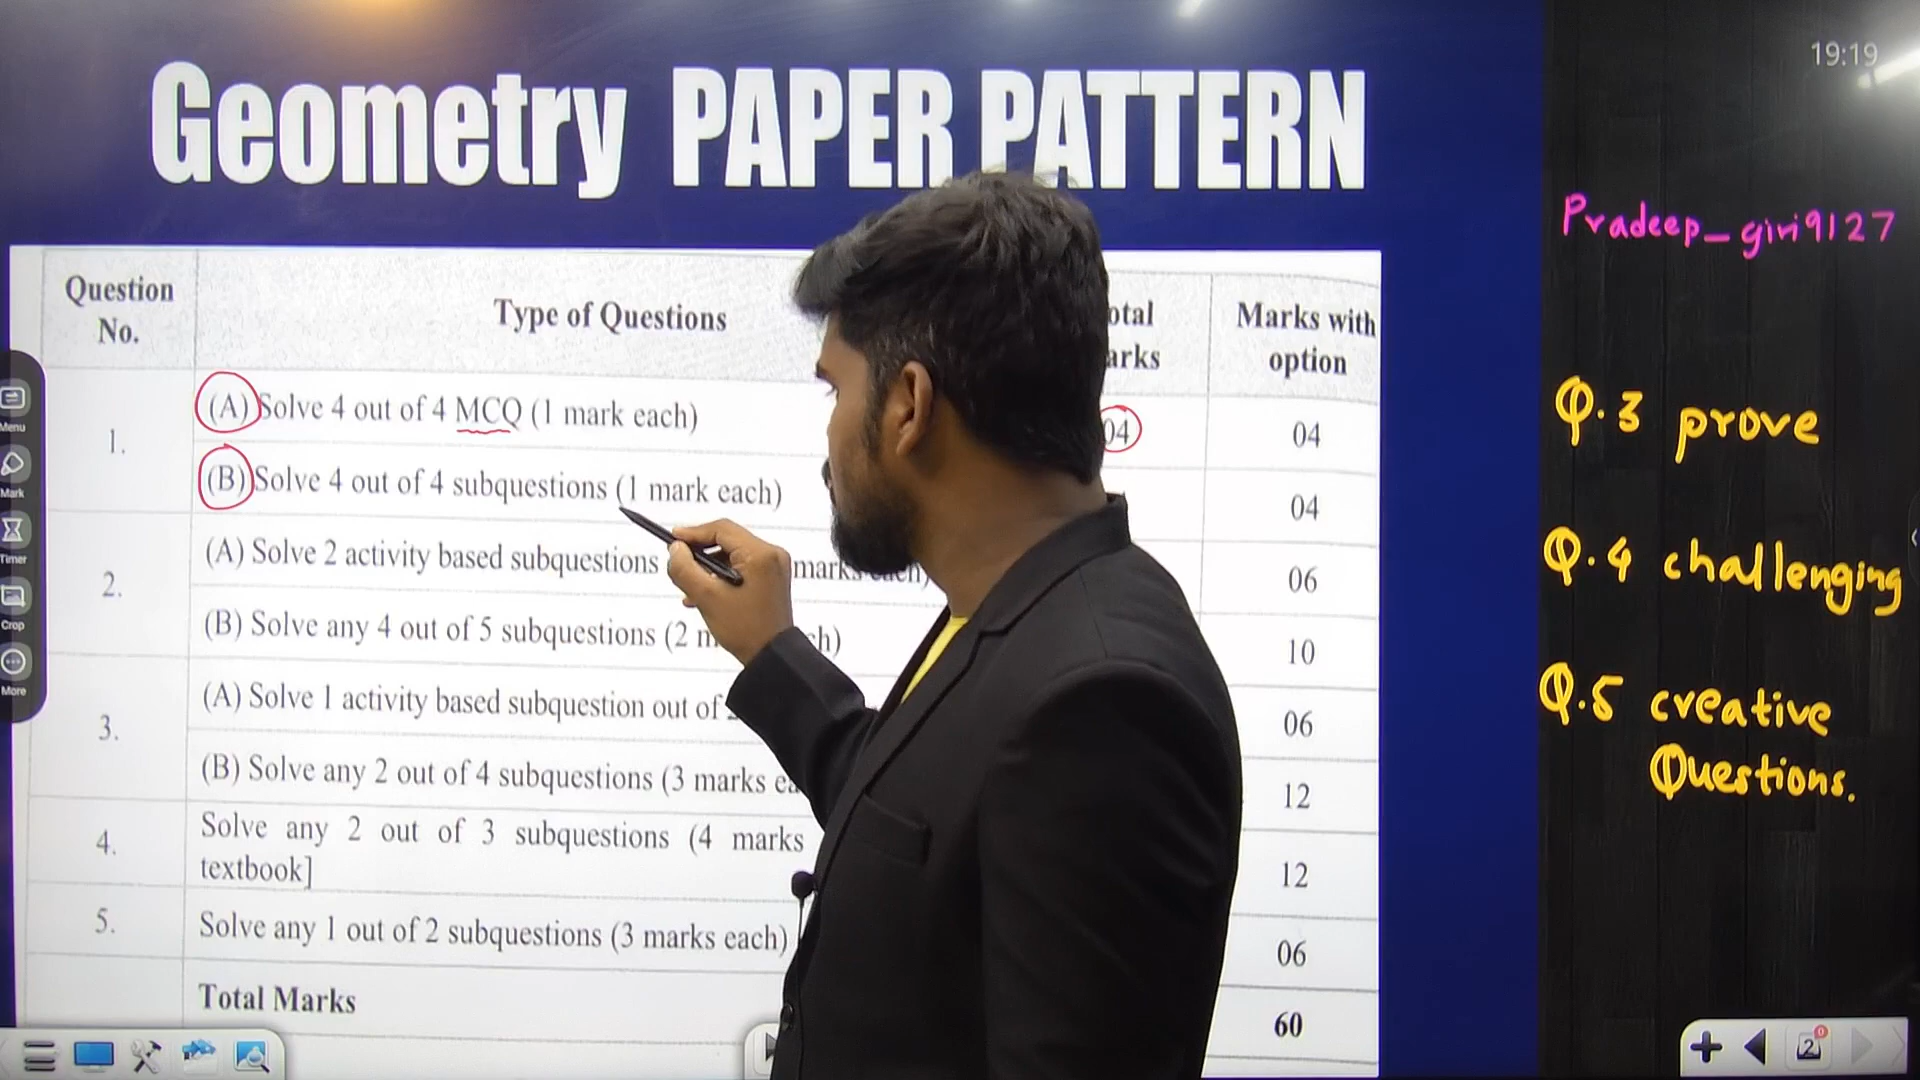 19:19
Geometry PAPER PATTERN
Pradeep_giri9127
Question No.
Type of Questions
Marks with option
1.
(A) Solve 4 out of 4 MCQ (1 mark each)
04
04
(B) Solve 4 out of 4 subquestions (1 mark each)
04
2.
(A) Solve 2 activity based subquestions
06
(B) Solve any 4 out of 5 subquestions (2
10
3.
(A) Solve 1 activity based subquestion out of
06
(B) Solve any 2 out of 4 subquestions (3 marks
12
4.
Solve any 2 out of 3 subquestions (4 marks
textbook]
12
5.
Solve any 1 out of 2 subquestions (3 marks each)
06
Total Marks
60
Q.3 prove
Q.4 challenging
Q.5 creative
Questions.
Menu
Mark
Timer
Crop
More
2